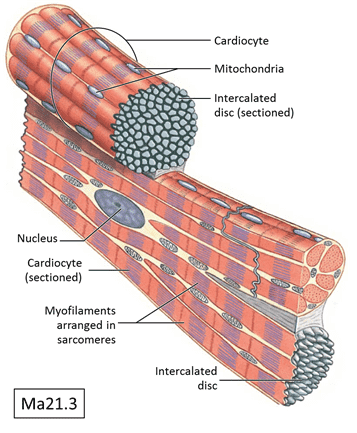 Cardiocyte
Mitochondria
Intercalated
disc (sectioned)
Nucleus
Cardiocyte
(sectioned)
Myofilaments
arranged in
sarcomeres
Intercalated
disc
Ma21.3